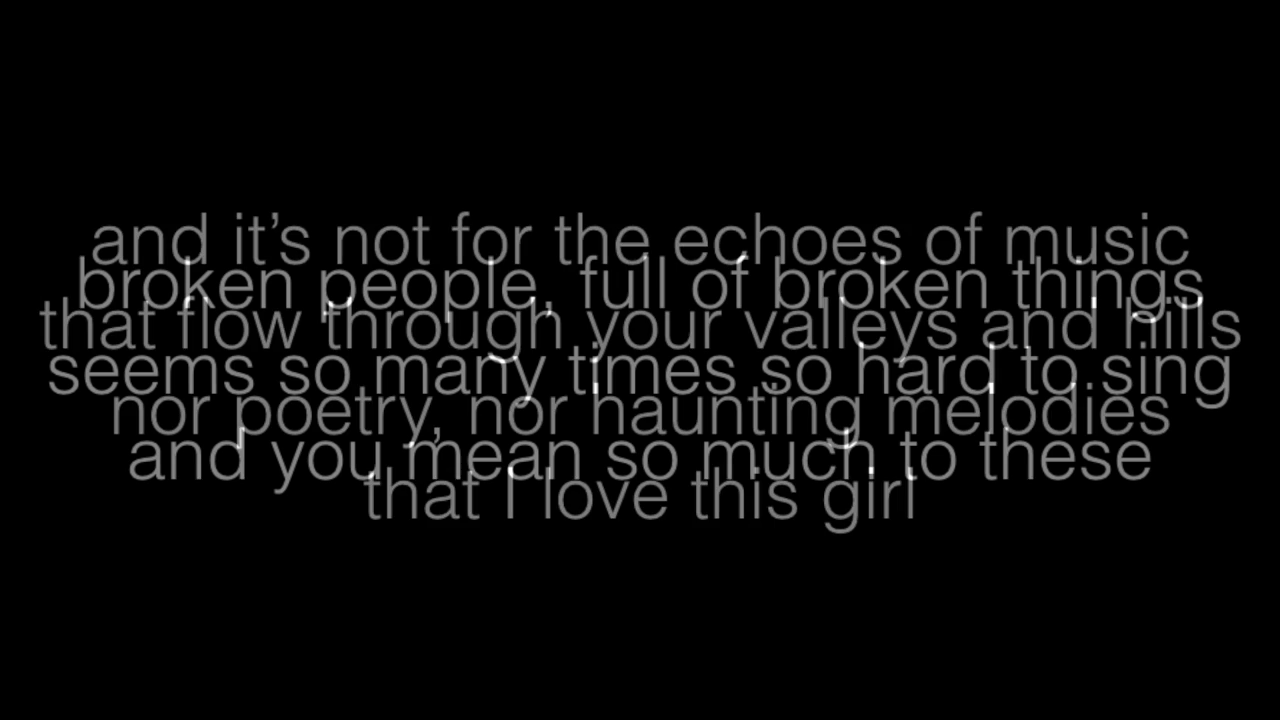 and it’s not for the echoes of music
broken people, full of broken things
that flow through your valleys and hills
seems so many times so hard to sing
nor poetry, nor haunting melodies
and you mean so much to these
that I love this girl